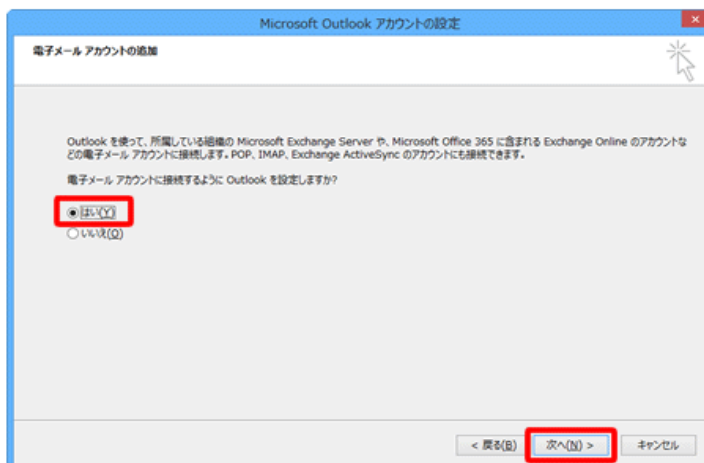 Microsoft Outlook アカウントの設定
電子メール アカウントの追加
Outlook を使って、所属している組織の Microsoft Exchange Server や、Microsoft Office 365 に含まれる Exchange Online のアカウントな
どの電子メール アカウントに接続します。POP、IMAP、Exchange ActiveSync のアカウントにも接続できます。
電子メール アカウントに接続するように Outlook を設定しますか?
はい(Y)
いいえ(O)
< 戻る(B) 次へ(N) > キャンセル